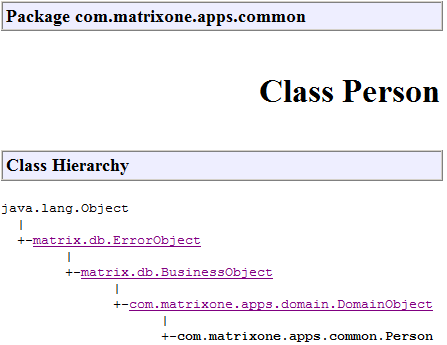 Package com.matrixone.apps.common
Class Person
Class Hierarchy
java.lang.Object
|
+-matrix.db.ErrorObject
|
+-matrix.db.BusinessObject
|
+-com.matrixone.apps.domain.DomainObject
|
+-com.matrixone.apps.common.Person